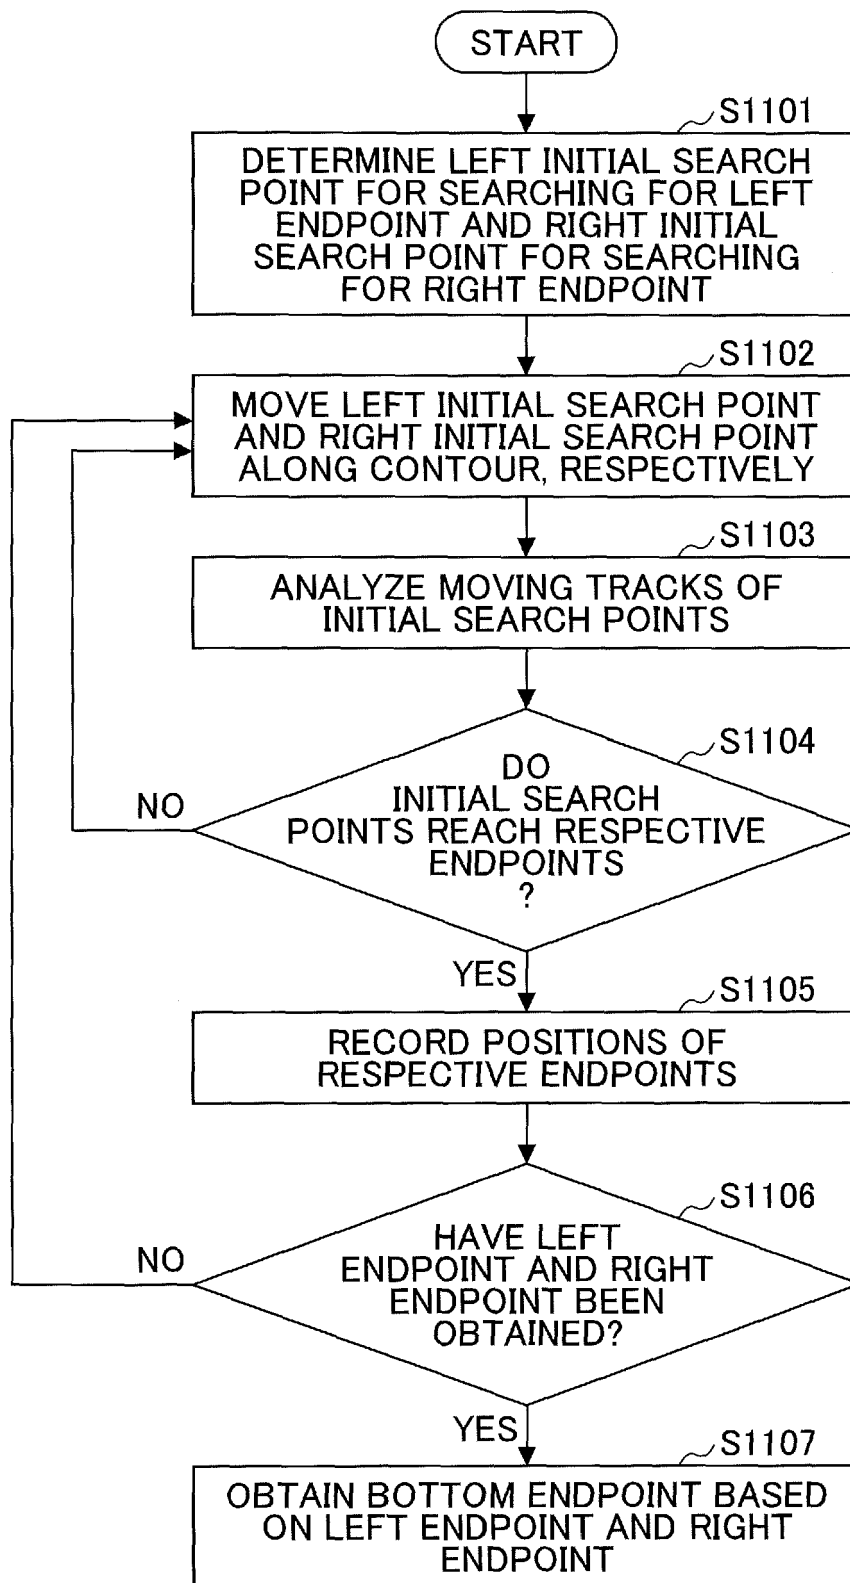 START
S1101
DETERMINE LEFT INITIAL SEARCH
POINT FOR SEARCHING FOR LEFT
ENDPOINT AND RIGHT INITIAL
SEARCH POINT FOR SEARCHING
FOR RIGHT ENDPOINT
S1102
MOVE LEFT INITIAL SEARCH POINT
AND RIGHT INITIAL SEARCH POINT
ALONG CONTOUR, RESPECTIVELY
S1103
ANALYZE MOVING TRACKS OF
INITIAL SEARCH POINTS
S1104
DO
INITIAL SEARCH
POINTS REACH RESPECTIVE
ENDPOINTS
?
NO
YES
S1105
RECORD POSITIONS OF
RESPECTIVE ENDPOINTS
S1106
HAVE LEFT
ENDPOINT AND RIGHT
ENDPOINT BEEN
OBTAINED?
NO
YES
S1107
OBTAIN BOTTOM ENDPOINT BASED
ON LEFT ENDPOINT AND RIGHT
ENDPOINT